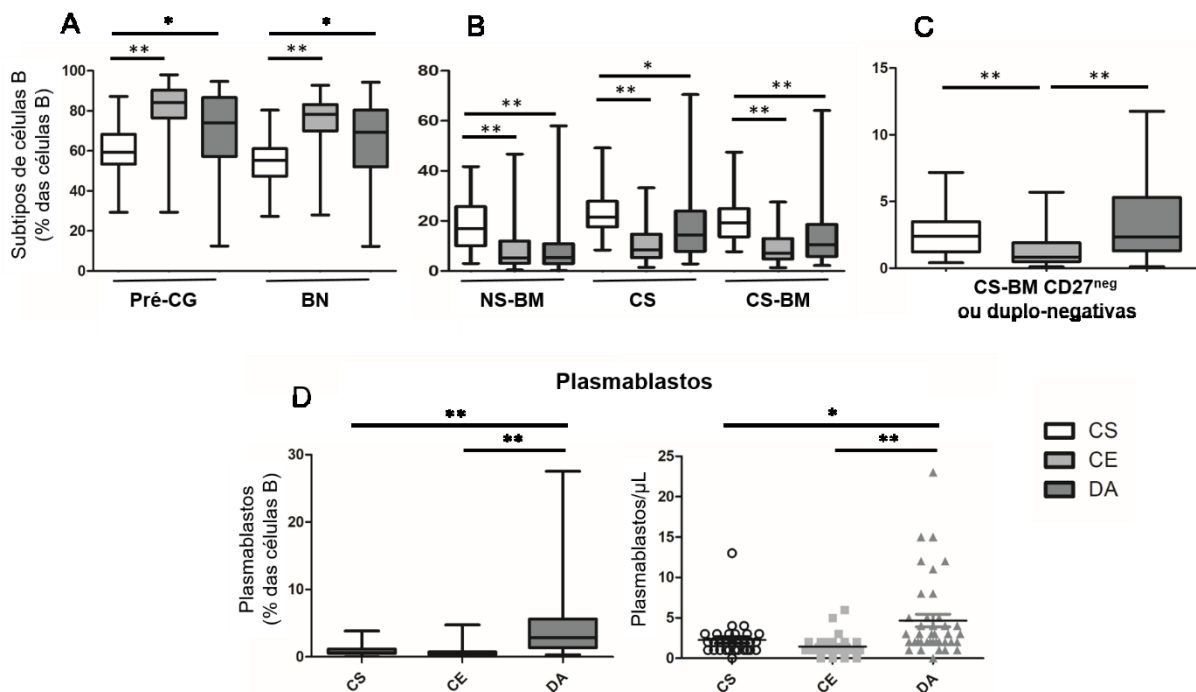 A
B
C
* *
** **
Subtipos de células B
(% das células B)
100
80
60
40
20
0
Pré-CG BN
80
60
40
20
0
** * **
** ** **
NS-BM CS CS-BM
15
10
5
0
** **
CS-BM CD27neg
ou duplo-negativas
Plasmablastos
D
**
**
Plasmablastos
(% das células B)
30
20
10
0
CS CE DA
*
**
Plasmablastos/µL
25
20
15
10
5
0
CS CE DA
CS
CE
DA